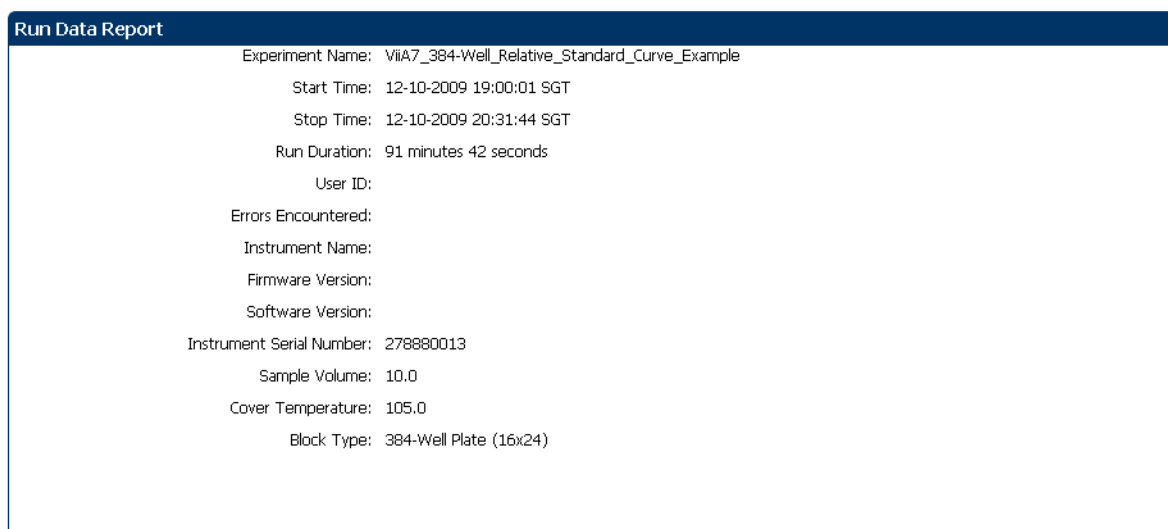 Run Data Report
Experiment Name: ViiA7_384-Well_Relative_Standard_Curve_Example
Start Time: 12-10-2009 19:00:01 SGT
Stop Time: 12-10-2009 20:31:44 SGT
Run Duration: 91 minutes 42 seconds
User ID:
Errors Encountered:
Instrument Name:
Firmware Version:
Software Version:
Instrument Serial Number: 278880013
Sample Volume: 10.0
Cover Temperature: 105.0
Block Type: 384-Well Plate (16x24)